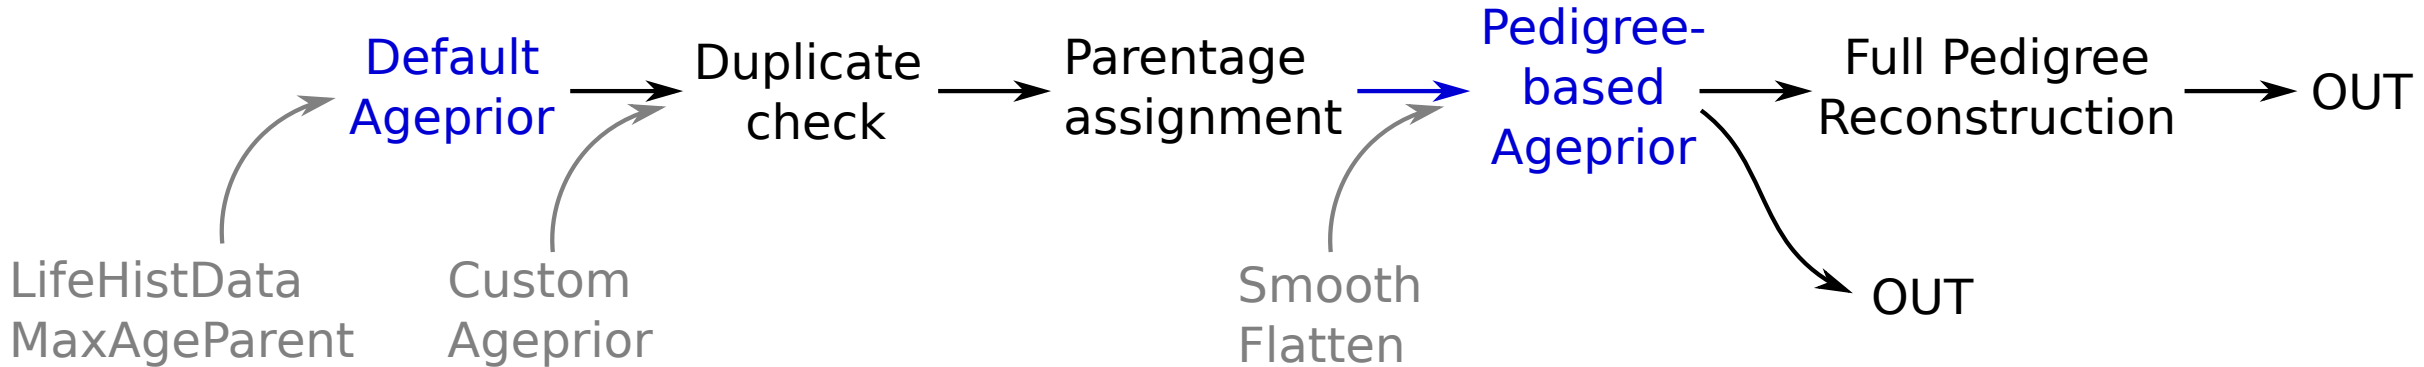 Default
Ageprior
Duplicate
check
Parentage
assignment
Pedigree-
based
Ageprior
Full Pedigree
Reconstruction
OUT
LifeHistData
MaxAgeParent
Custom
Ageprior
Smooth
Flatten
OUT